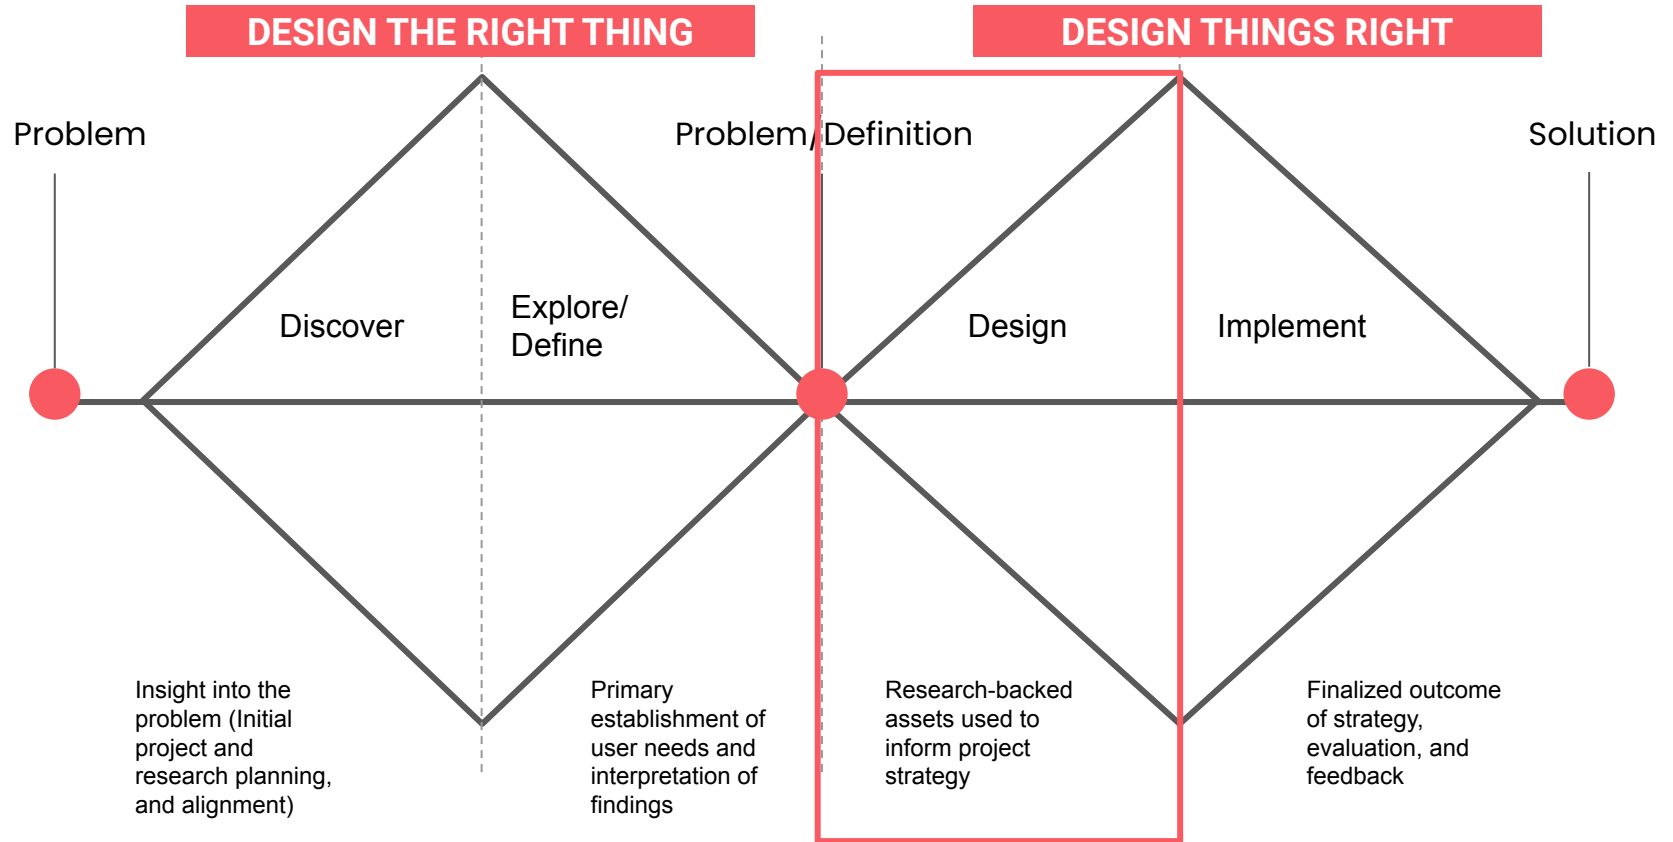 DESIGN THE RIGHT THING
DESIGN THINGS RIGHT
Problem
Problem/Definition
Solution
Discover
Explore/
Define
Design
Implement
Insight into the
problem (Initial
project and
research planning,
and alignment)
Primary
establishment of
user needs and
interpretation of
findings
Research-backed
assets used to
inform project
strategy
Finalized outcome
of strategy,
evaluation, and
feedback